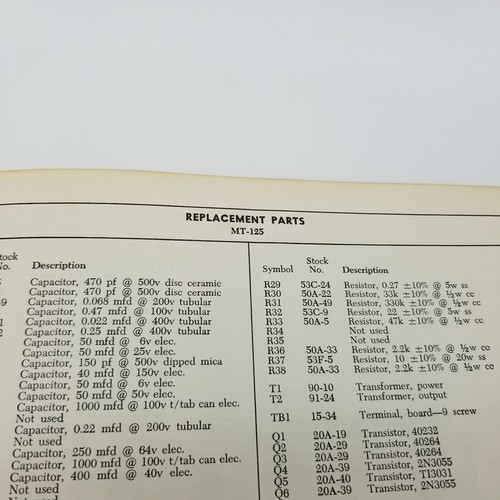 REPLACEMENT PARTS
MT-125
Stock
No. Description
Capacitor, 470 pf @ 500v disc ceramic
Capacitor, 470 pf @ 500v disc ceramic
Capacitor, 0.068 mfd @ 200v tubular
Capacitor, 0.47 mf @ 100v tubular
Capacitor, 0.022 mfd @ 400v tubular
Capacitor, 0.25 mf @ 400v tubular
Capacitor, 50 mfd @ 6v elec.
Capacitor, 50 mfd @ 25v elec.
Capacitor, 150 pf @ 500v dipped mica
Capacitor, 40 mfd @ 150v elec.
Capacitor, 50 mfd @ 6v elec.
Capacitor, 50 mfd @ 50v elec.
Capacitor, 1000 mfd @ 100v t/tab can elec.
Not used
Capacitor, 0.22 mfd @ 200v tubular
Not used
Capacitor, 250 mfd @ 64v elec.
Capacitor, 1000 mfd @ 100v t/tab can elec.
Capacitor, 400 mfd @ 40v elec.
Not used
Symbol Stock No. Description
R29 53C-24 Resistor, 0.27 ±10% @ 5w ss
R30 50A-22 Resistor, 33k ±10% @ ½w cc
R31 50A-49 Resistor, 330k ±10% @ ½w cc
R32 53C-9 Resistor, 22 ±10% @ 5w ss
R33 50A-5 Resistor, 47k ±10% @ ½w cc
R34 Not used
R35 Not used
R36 50A-33 Resistor, 2.2k ±10% @ ½w cc
R37 53F-5 Resistor, 10 ±10% @ 20w ss
R38 50A-33 Resistor, 2.2k ±10% @ ½w cc
T1 90-10 Transformer, power
T2 91-24 Transformer, output
TB1 15-34 Terminal, board—9 screw
Q1 20A-19 Transistor, 40232
Q2 20A-29 Transistor, 40264
Q3 20A-29 Transistor, 40264
Q4 20A-39 Transistor, 2N3055
Q5 20A-40 Transistor, TI3031
Q6 20A-39 Transistor, 2N3055